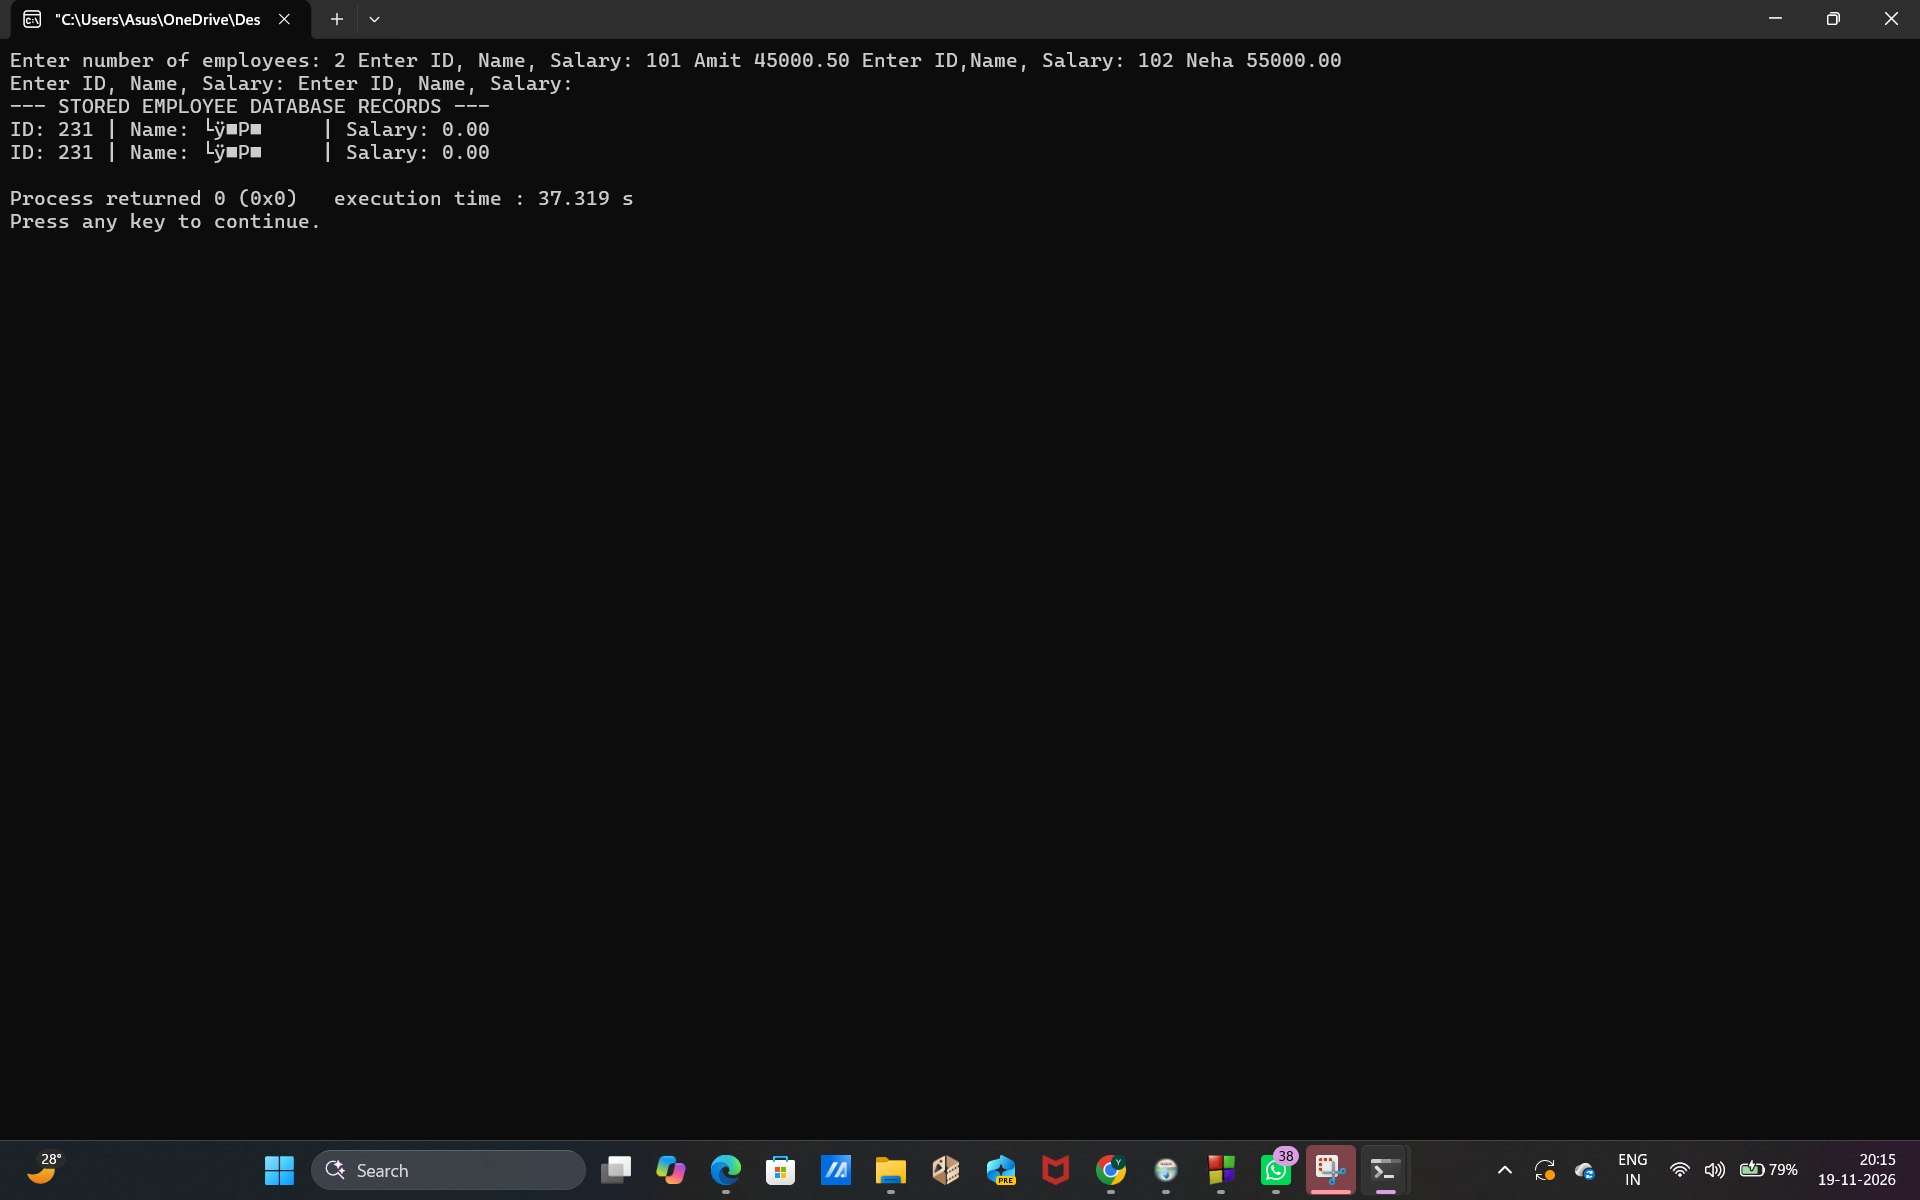 "C:\Users\Asus\OneDrive\Des
Enter number of employees: 2 Enter ID, Name, Salary: 101 Amit 45000.50 Enter ID,Name, Salary: 102 Neha 55000.00
Enter ID, Name, Salary: Enter ID, Name, Salary:
--- STORED EMPLOYEE DATABASE RECORDS ---
ID: 231 | Name: └ÿ■P■     | Salary: 0.00
ID: 231 | Name: └ÿ■P■     | Salary: 0.00
Process returned 0 (0x0)   execution time : 37.319 s
Press any key to continue.
28°
Search
PRE
Y
38
ENG
IN
79%
20:15
19-11-2026